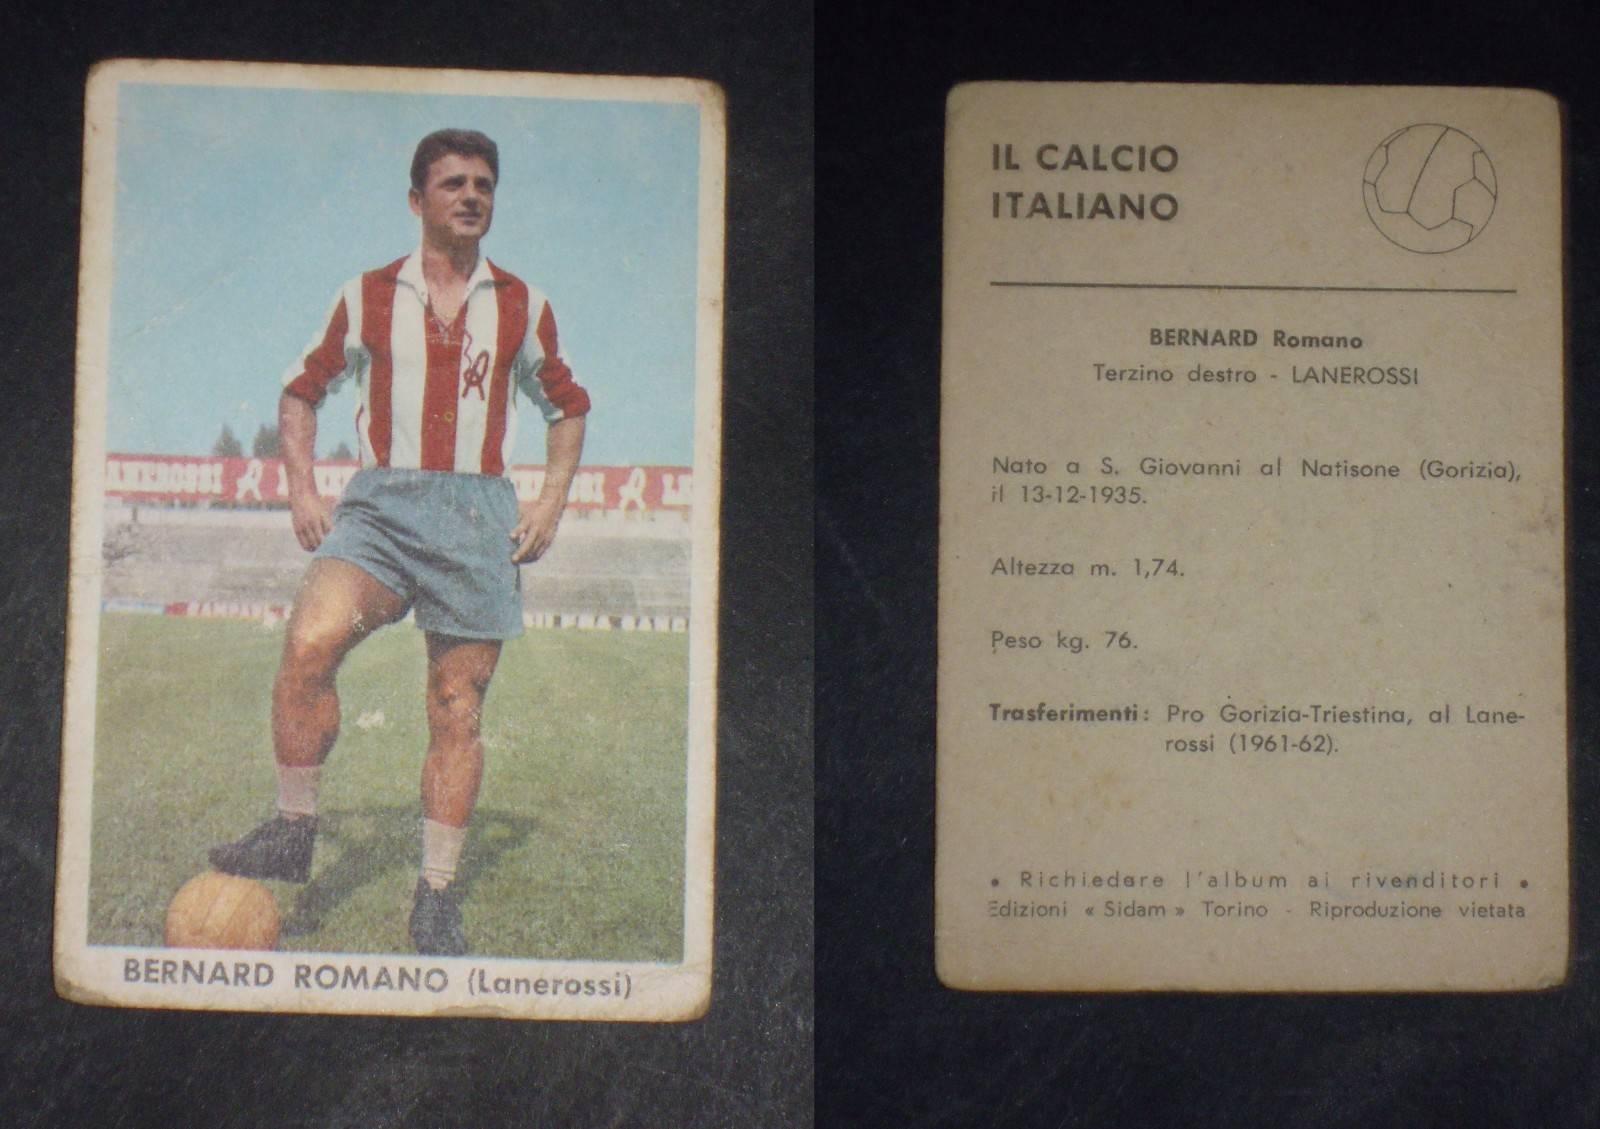 LANEROSSI
BERNARD ROMANO (Lanerossi)
IL CALCIO
ITALIANO
BERNARD Romano
Terzino destro - LANEROSSI
Nato a S. Giovanni al Natisone (Gorizia),
il 13-12-1935.
Altezza m. 1,74.
Peso kg. 76.
Trasferimenti: Pro Gorizia-Triestina, al Lane-
rossi (1961-62).
• Richiedere l'album ai rivenditori •
Edizioni « Sidam » Torino - Riproduzione vietata